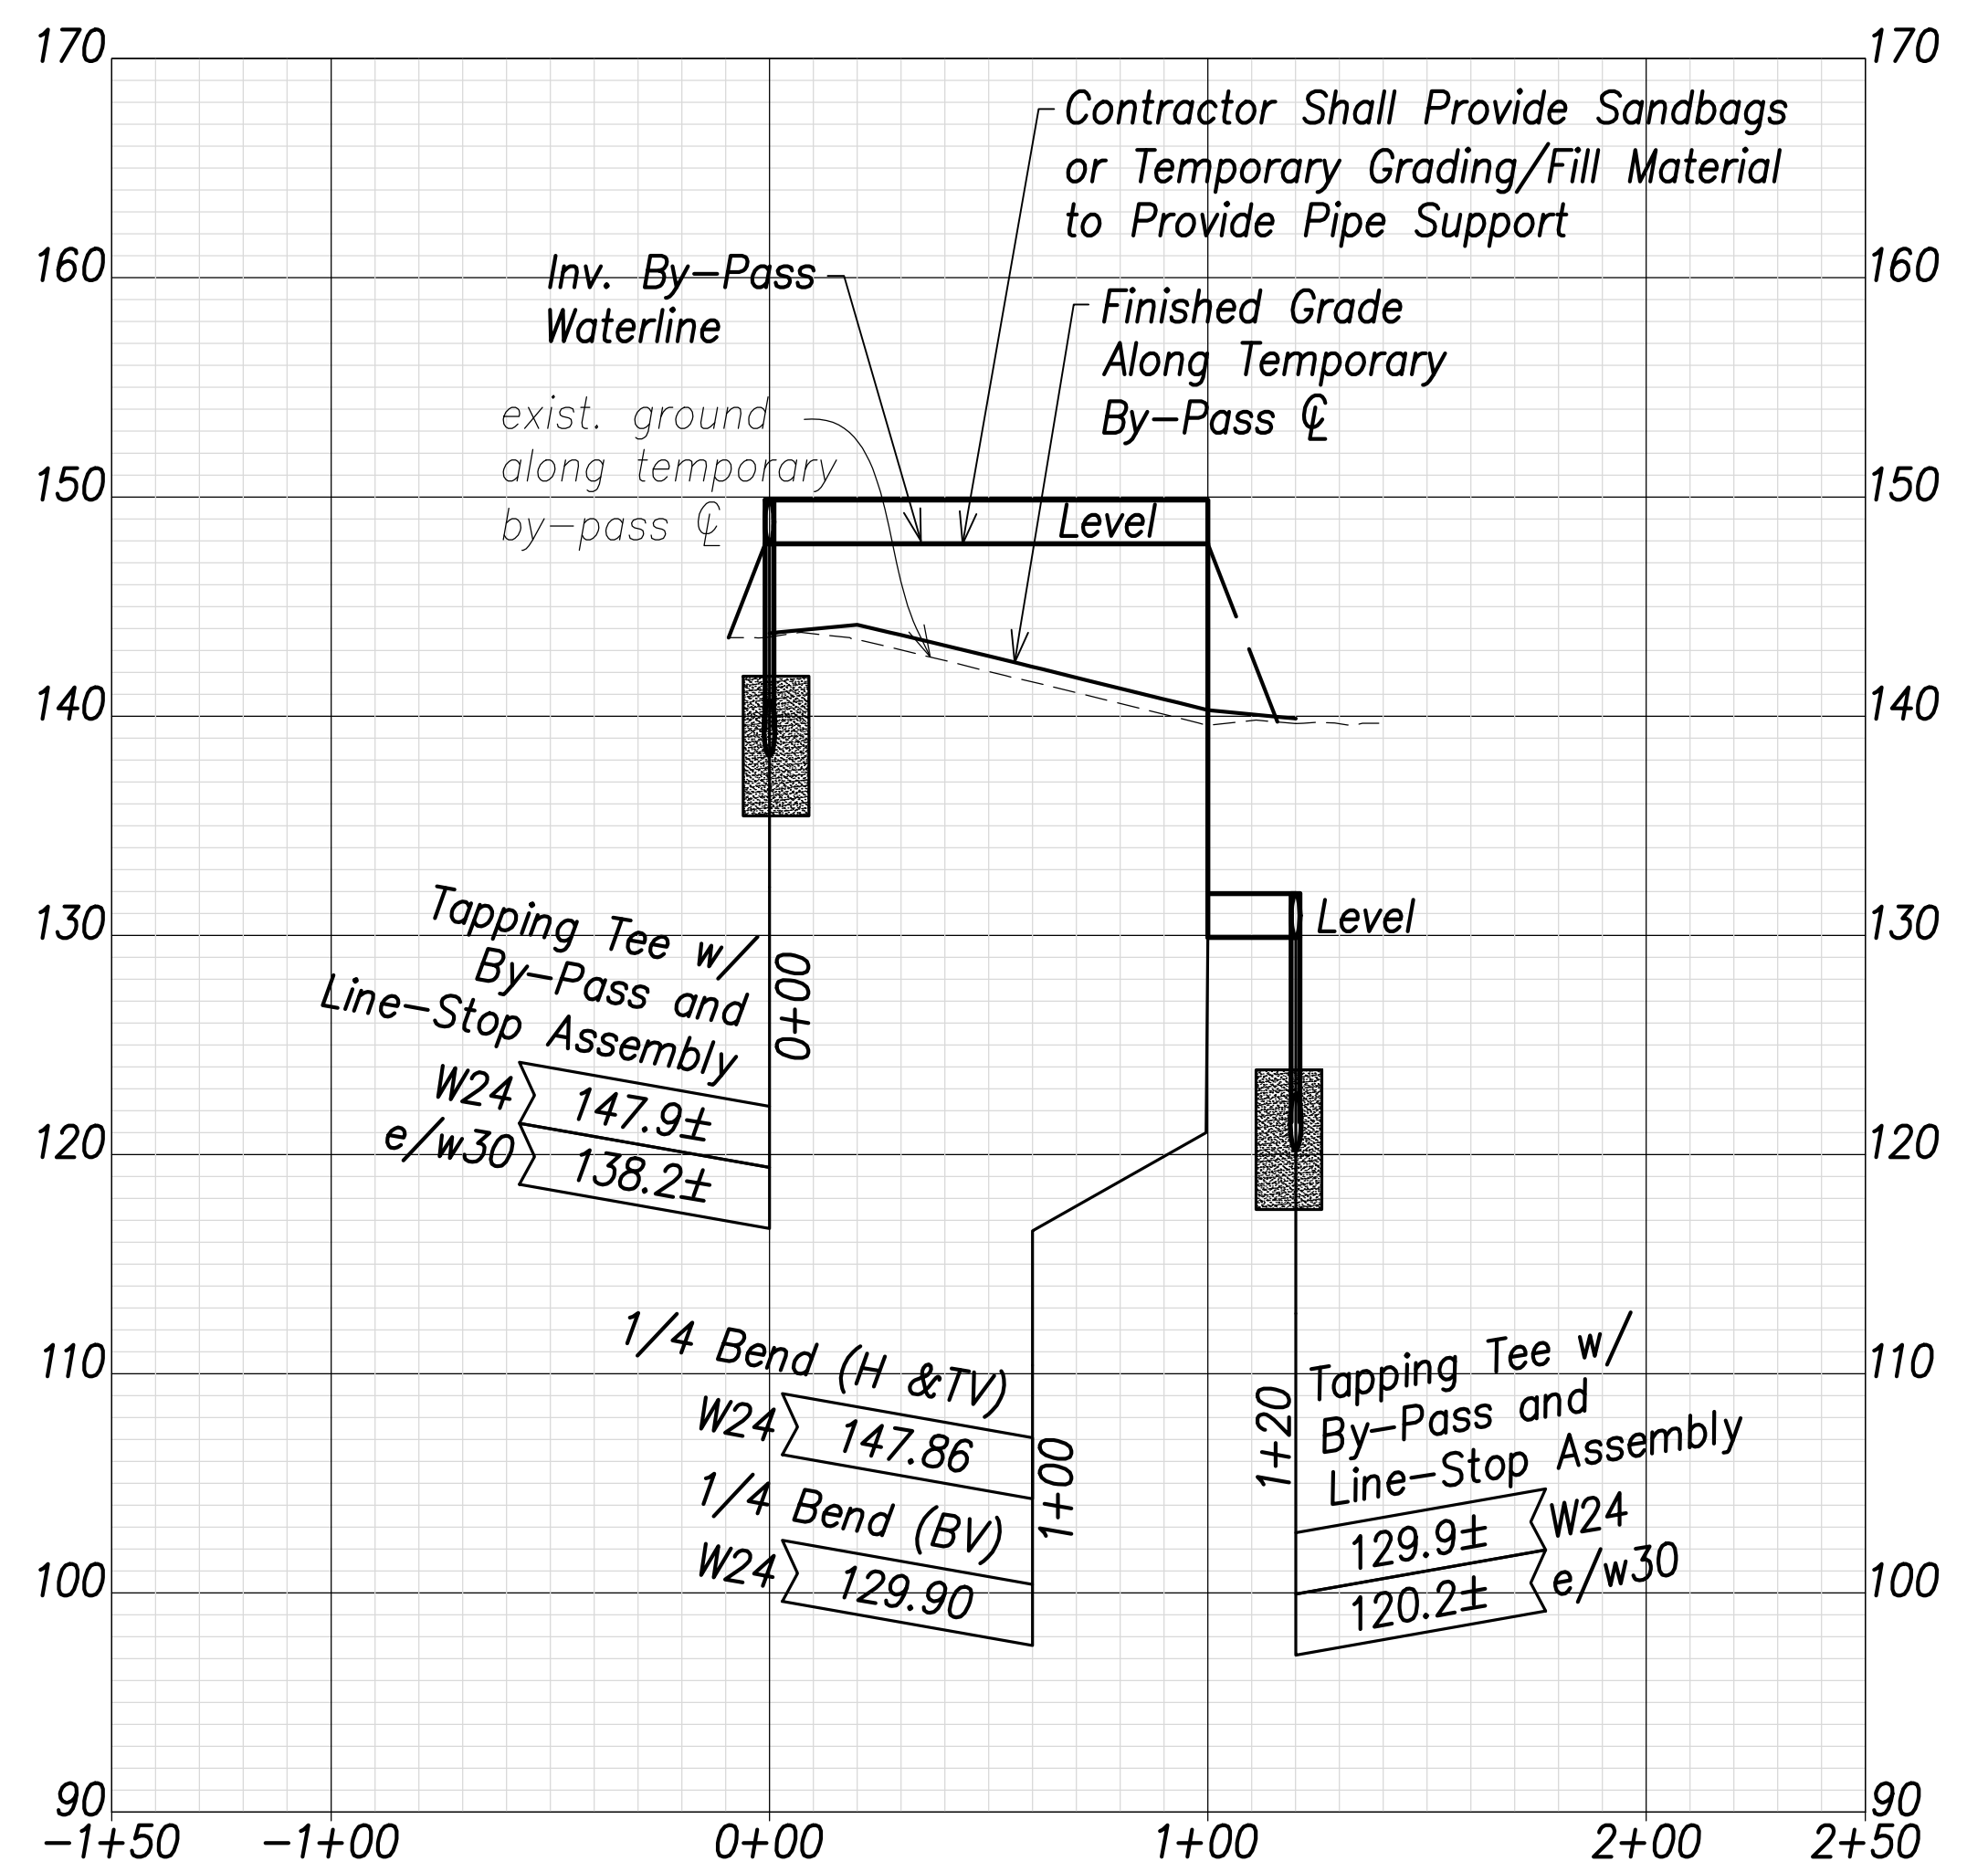 170
170
Contractor Shall Provide Sandbags
or Temporary Grading/Fill Material
to Provide Pipe Support
160
160
Inv. By-Pass
Waterline
Finished Grade
Along Temporary
By-Pass ℄
exist. ground
along temporary
by-pass ℄
150
150
Level
140
140
130
130
Level
Tapping Tee w/
By-Pass and
Line-Stop Assembly
0+00
W24
147.9±
e/w30
138.2±
120
120
110
110
1/4 Bend (H &TV)
W24
147.86
1/4 Bend (BV)
W24
129.90
1+00
1+20
Tapping Tee w/
By-Pass and
Line-Stop Assembly
129.9±
W24
120.2±
e/w30
100
100
90
90
-1+50
-1+00
0+00
1+00
2+00
2+50